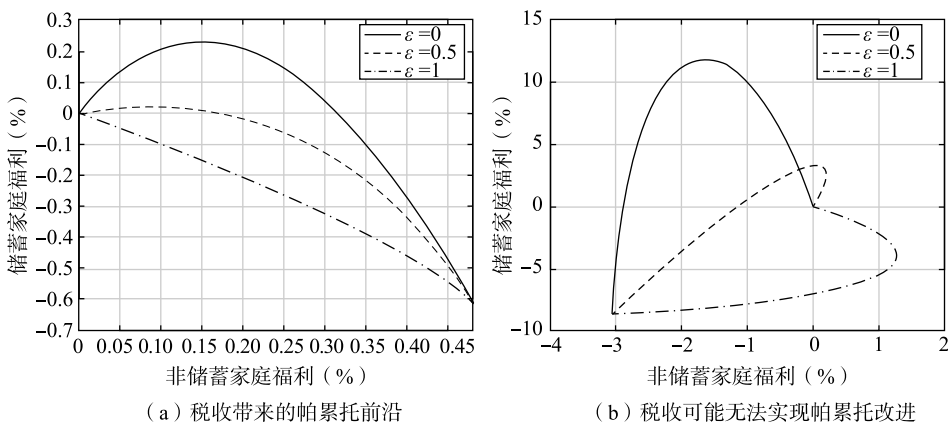 0.3
0.2
0.1
0
-0.1
-0.2
-0.3
-0.4
-0.5
-0.6
-0.7
储蓄家庭福利(%)
ε=0
ε=0.5
ε=1
0 0.05 0.10 0.15 0.20 0.25 0.30 0.35 0.40 0.45
非储蓄家庭福利(%)
(a)税收带来的帕累托前沿
15
10
5
0
-5
-10
储蓄家庭福利(%)
ε=0
ε=0.5
ε=1
-4 -3 -2 -1 0 1 2
非储蓄家庭福利(%)
(b)税收可能无法实现帕累托改进